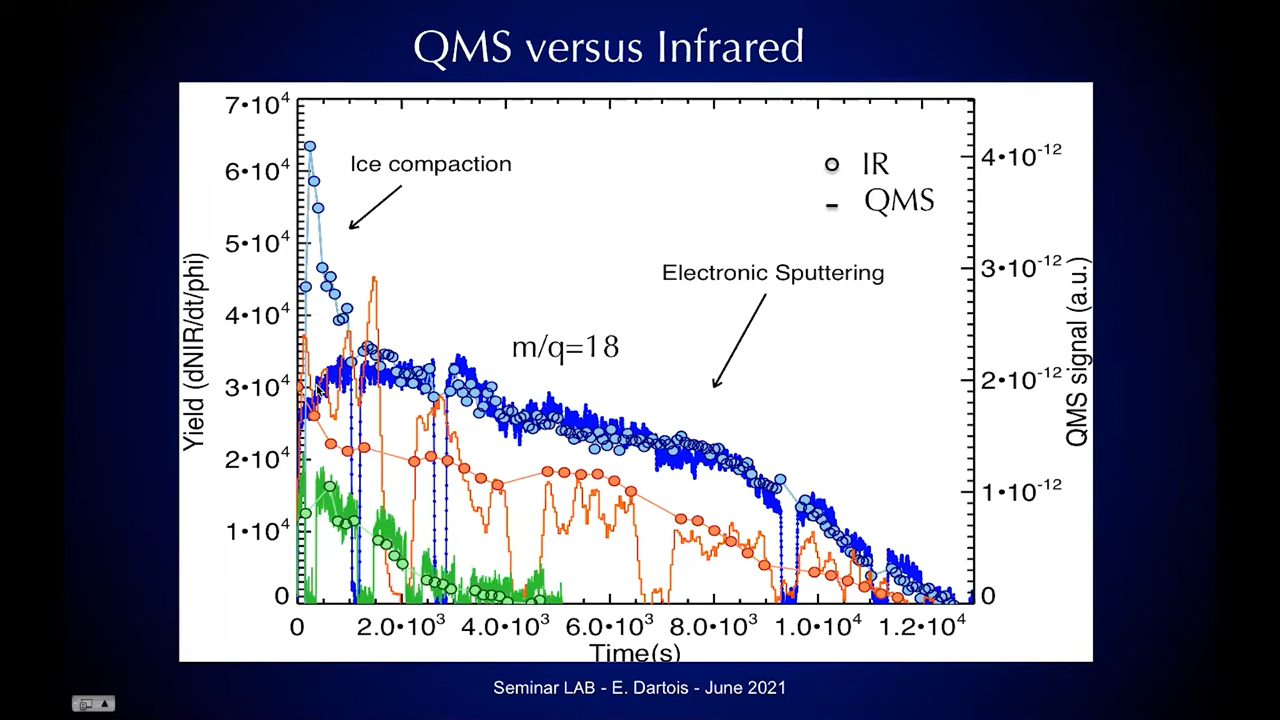 QMS versus Infrared
7•10⁴
6•10⁴
5•10⁴
4•10⁴
3•10⁴
2•10⁴
1•10⁴
0
Yield (dNIR/dt/phi)
Ice compaction
IR
QMS
Electronic Sputtering
m/q=18
4•10⁻¹²
3•10⁻¹²
2•10⁻¹²
1•10⁻¹²
0
QMS signal (a.u.)
0 2.0•10³ 4.0•10³ 6.0•10³ 8.0•10³ 1.0•10⁴ 1.2•10⁴
Time(s)
Seminar LAB - E. Dartois - June 2021